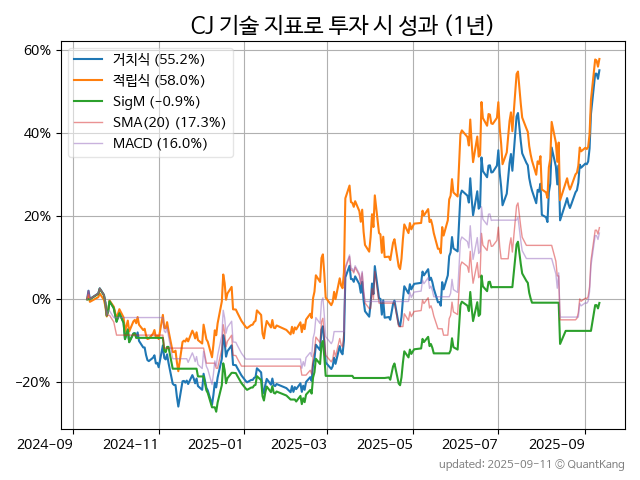 CJ 기술 지표로 투자 시 성과 (1년)
60%
40%
20%
0%
−20%
거치식 (55.2%)
적립식 (58.0%)
SigM (−0.9%)
SMA(20) (17.3%)
MACD (16.0%)
2024-09 2024-11 2025-01 2025-03 2025-05 2025-07 2025-09
updated: 2025-09-11 © QuantKang